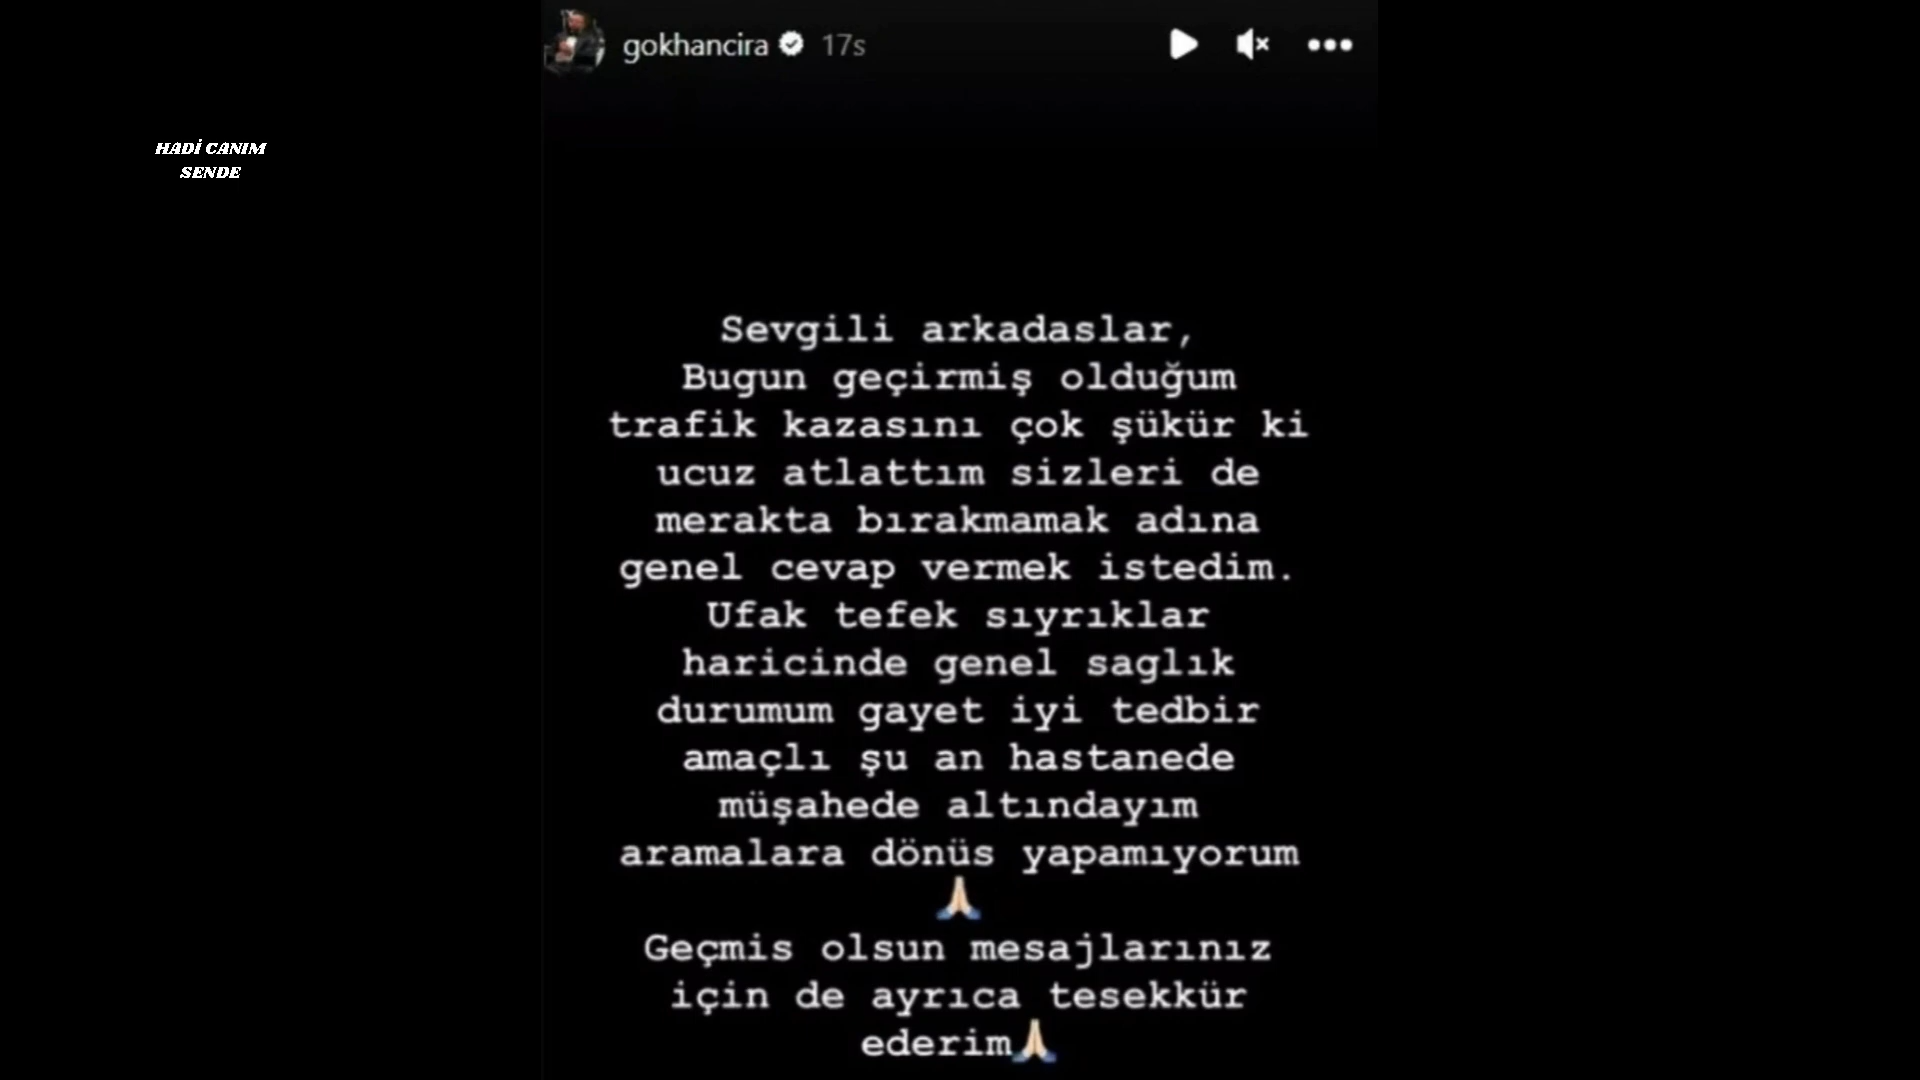 gokhancira 17s
HADİ CANIM
SENDE
Sevgili arkadaslar,
Bugun geçirmiş olduğum
trafik kazasını çok şükür ki
ucuz atlattım sizleri de
merakta bırakmamak adına
genel cevap vermek istedim.
Ufak tefek sıyrıklar
haricinde genel saglık
durumum gayet iyi tedbir
amaçlı şu an hastanede
müşahede altındayım
aramalara dönüs yapamıyorum
🙏🏻
Geçmis olsun mesajlarınız
için de ayrıca tesekkür
ederim🙏🏻